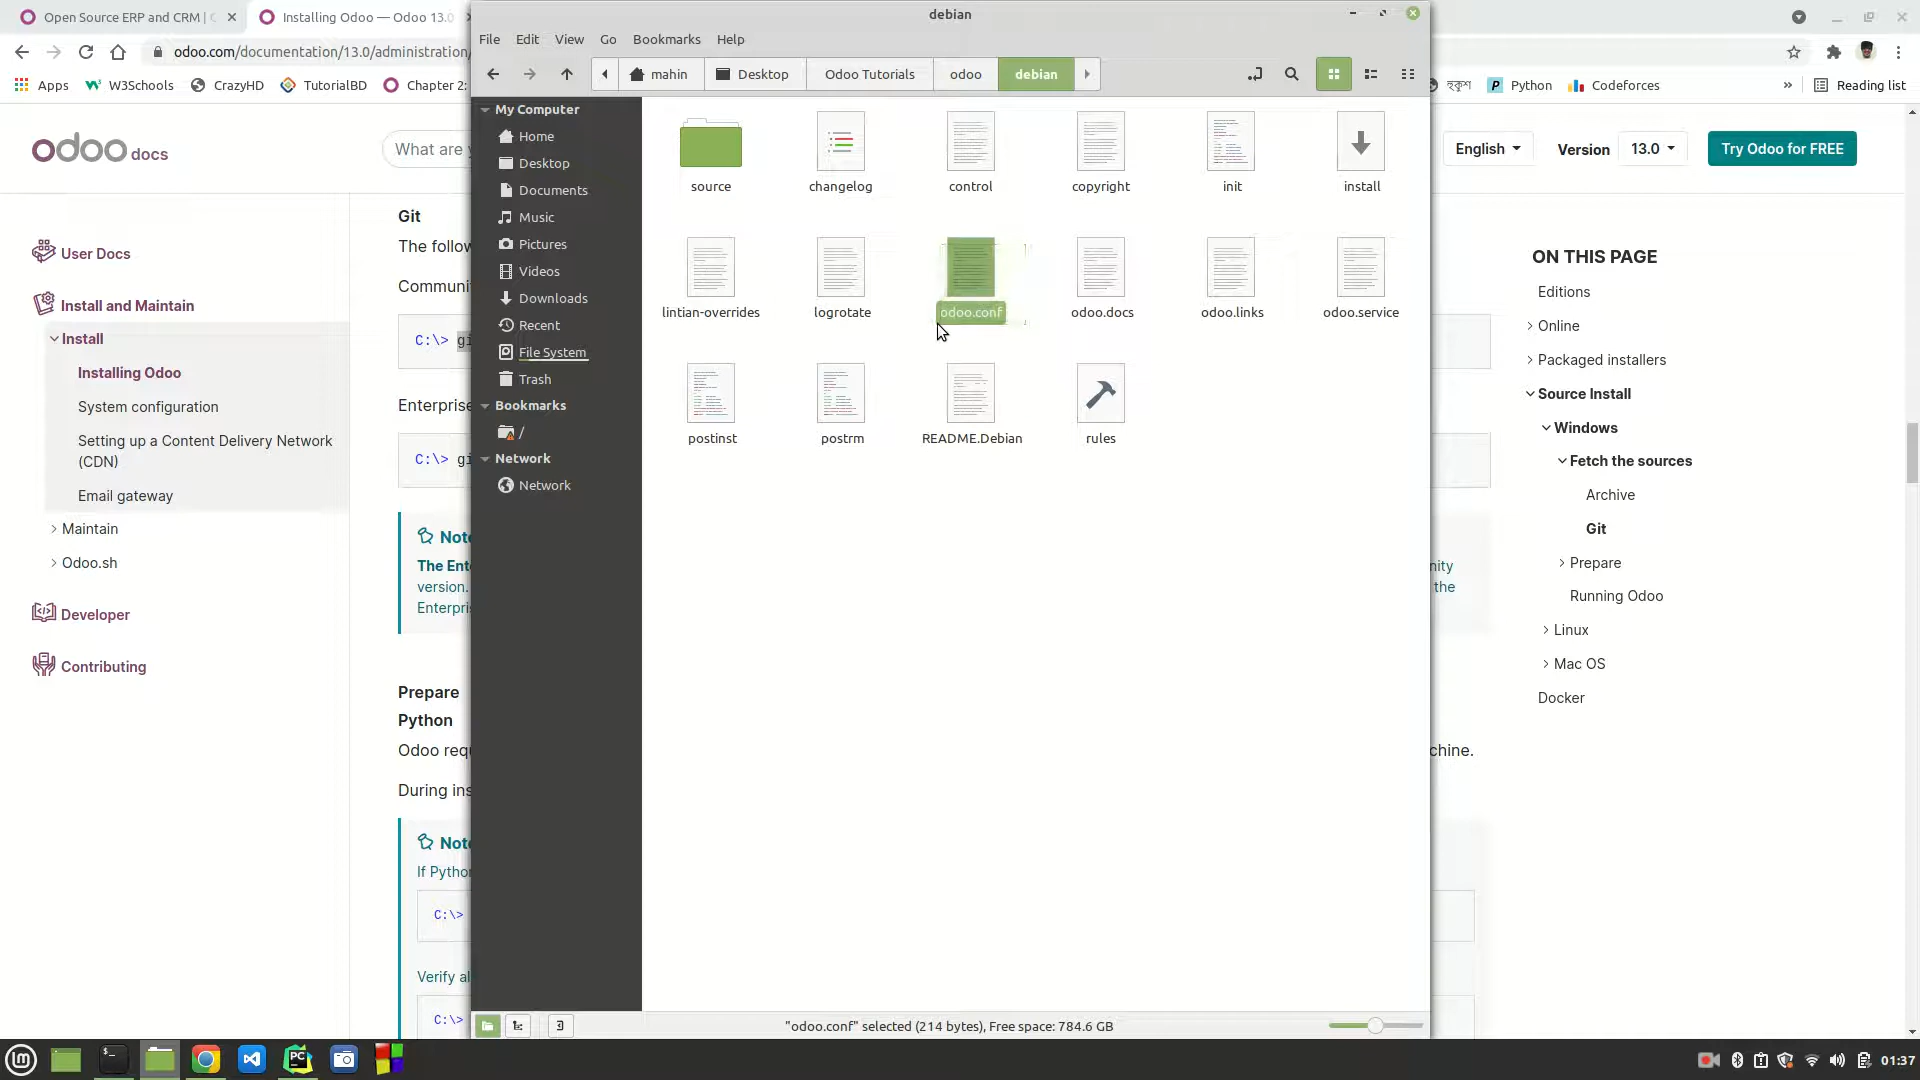 Open Source ERP and CRM |
Installing Odoo — Odoo 13.0
odoo.com/documentation/13.0/administration/
Apps
W3Schools
CrazyHD
TutorialBD
Chapter 2:
হুকুশ
Python
Codeforces
»
Reading list
odoo docs
What are
English
Version
13.0
Try Odoo for FREE
User Docs
Install and Maintain
Install
Installing Odoo
System configuration
Setting up a Content Delivery Network
(CDN)
Email gateway
Maintain
Odoo.sh
Developer
Contributing
Git
The follow
Communi
C:\> gi
Enterprise
C:\> gi
Note
The Ente
version.
Enterpri
Prepare
Python
Odoo requ
During ins
Note
If Pytho
C:\>
Verify al
C:\>
debian
File
Edit
View
Go
Bookmarks
Help
mahin
Desktop
Odoo Tutorials
odoo
debian
My Computer
Home
Desktop
Documents
Music
Pictures
Videos
Downloads
Recent
File System
Trash
Bookmarks
/
Network
Network
source
changelog
control
copyright
init
install
lintian-overrides
logrotate
odoo.conf
odoo.docs
odoo.links
odoo.service
postinst
postrm
README.Debian
rules
"odoo.conf" selected (214 bytes), Free space: 784.6 GB
nity
the
chine.
ON THIS PAGE
Editions
Online
Packaged installers
Source Install
Windows
Fetch the sources
Archive
Git
Prepare
Running Odoo
Linux
Mac OS
Docker
01:37